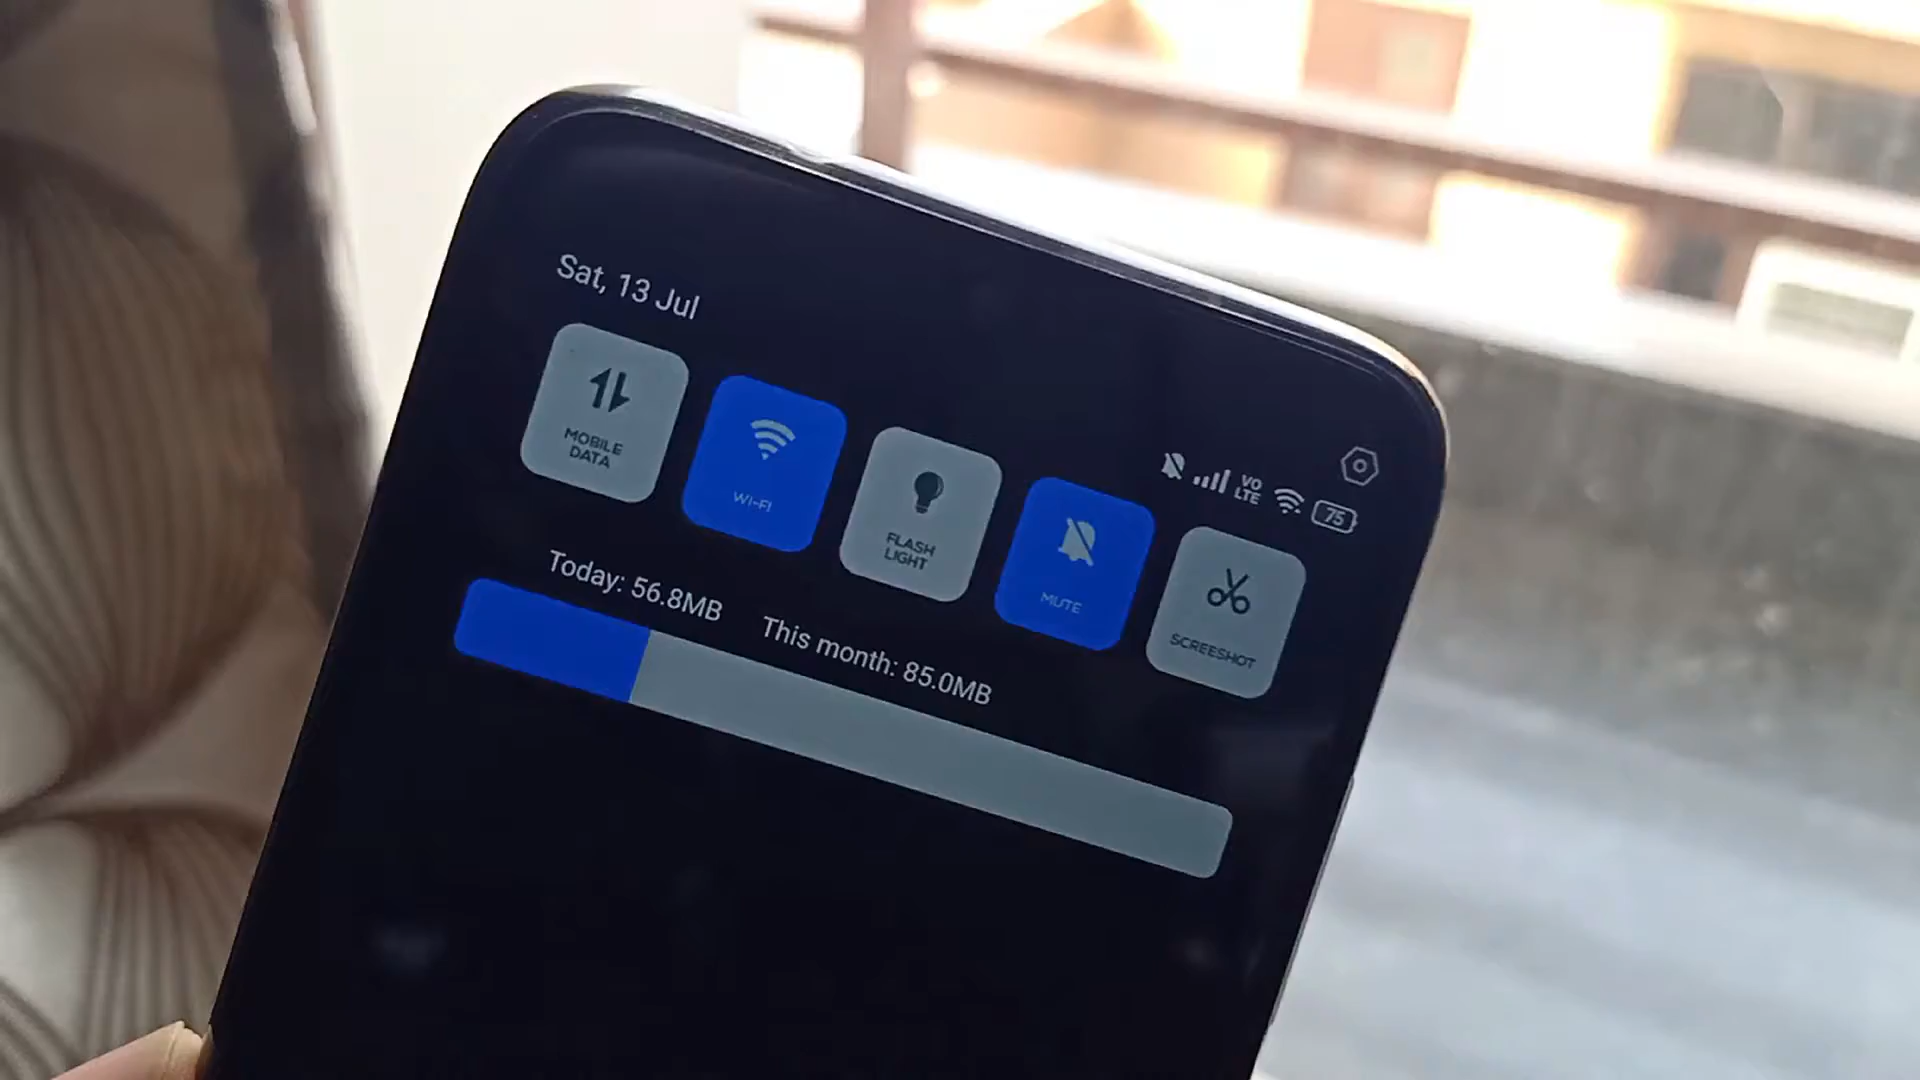 Sat, 13 Jul
VO
LTE
75
MOBILE
DATA
WI-FI
FLASH
LIGHT
MUTE
SCREESHOT
Today: 56.8MB This month: 85.0MB